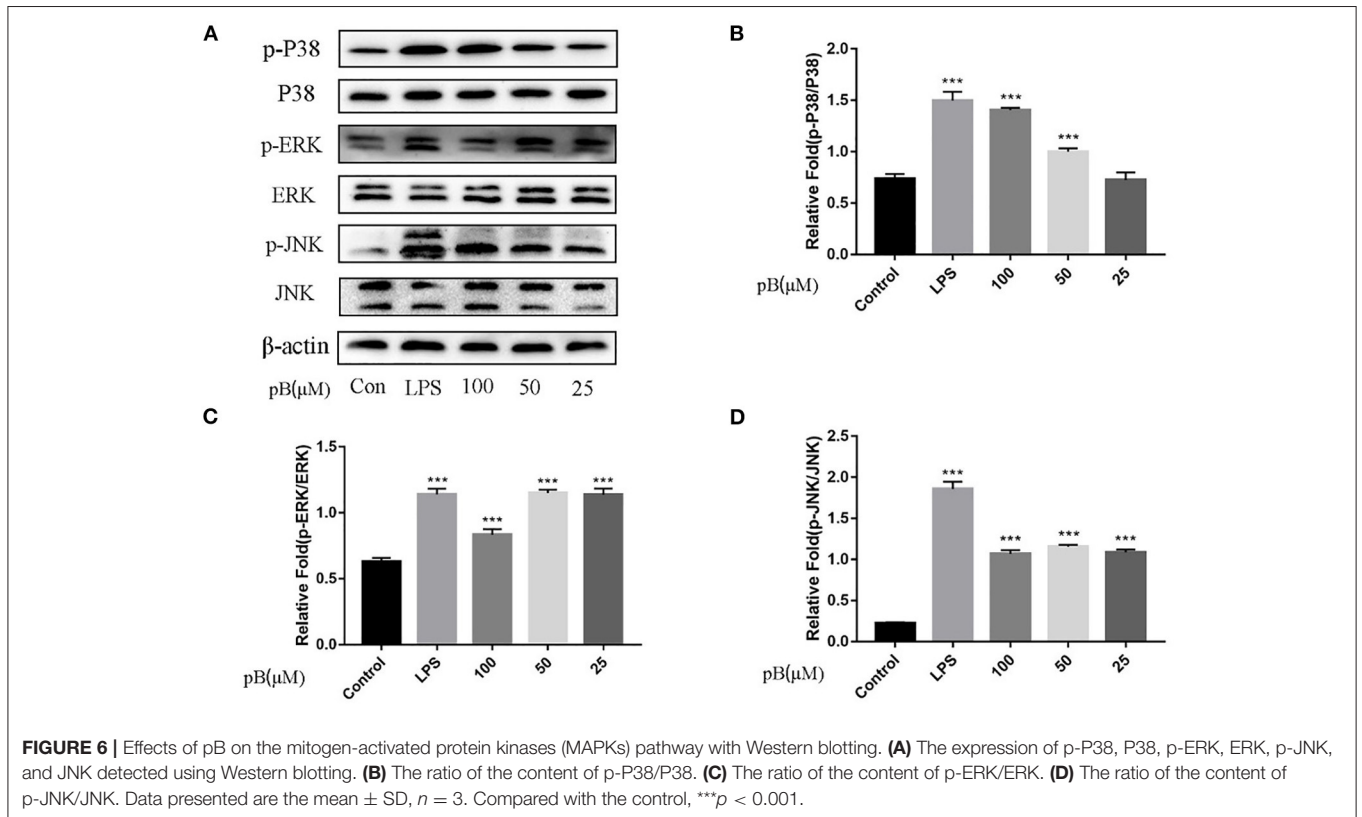 A
p-P38
P38
p-ERK
ERK
p-JNK
JNK
β-actin
pB(μM) Con LPS 100 50 25
B
Relative Fold(p-P38/P38)
2.0
1.5
1.0
0.5
0.0
*** *** ***
pB(μM)
Control LPS 100 50 25
C
Relative Fold(p-ERK/ERK)
1.5
1.0
0.5
0.0
*** *** *** ***
pB(μM)
Control LPS 100 50 25
D
Relative Fold(p-JNK/JNK)
2.5
2.0
1.5
1.0
0.5
0.0
*** *** *** ***
pB(μM)
Control LPS 100 50 25
FIGURE 6 | Effects of pB on the mitogen-activated protein kinases (MAPKs) pathway with Western blotting. (A) The expression of p-P38, P38, p-ERK, ERK, p-JNK,
and JNK detected using Western blotting. (B) The ratio of the content of p-P38/P38. (C) The ratio of the content of p-ERK/ERK. (D) The ratio of the content of
p-JNK/JNK. Data presented are the mean ± SD, n = 3. Compared with the control, ***p < 0.001.